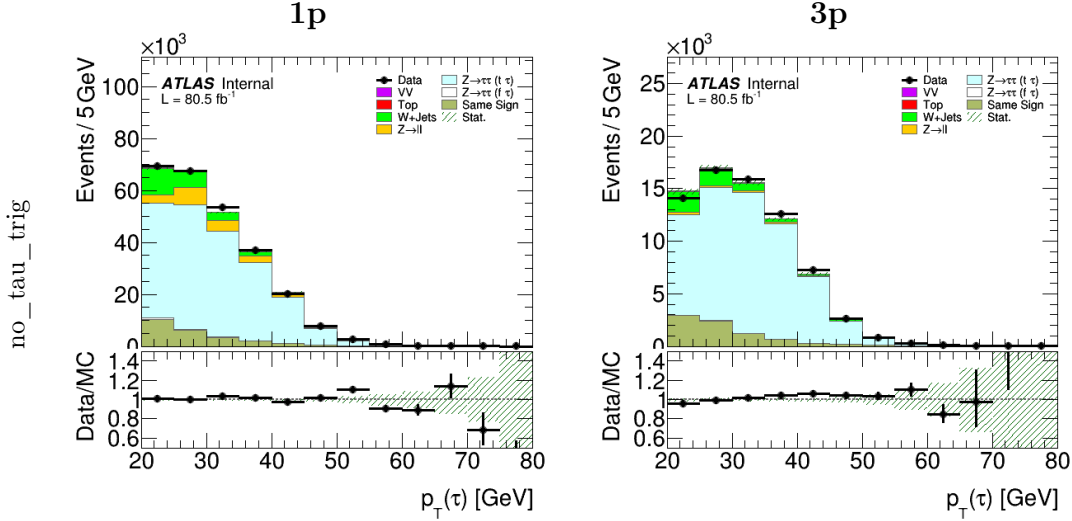 1p
3p
no_tau_trig
×10³
Events / 5 GeV
100
80
60
40
20
0
ATLAS Internal
L = 80.5 fb⁻¹
Data
VV
Top
W+Jets
Z→ll
Z→ττ (t τ)
Z→ττ (f τ)
Same Sign
Stat.
Data/MC
1.4
1.2
1.0
0.8
0.6
20 30 40 50 60 70 80
p_T(τ) [GeV]
×10³
Events / 5 GeV
25
20
15
10
5
0
ATLAS Internal
L = 80.5 fb⁻¹
Data
VV
Top
W+Jets
Z→ll
Z→ττ (t τ)
Z→ττ (f τ)
Same Sign
Stat.
Data/MC
1.4
1.2
1.0
0.8
0.6
20 30 40 50 60 70 80
p_T(τ) [GeV]